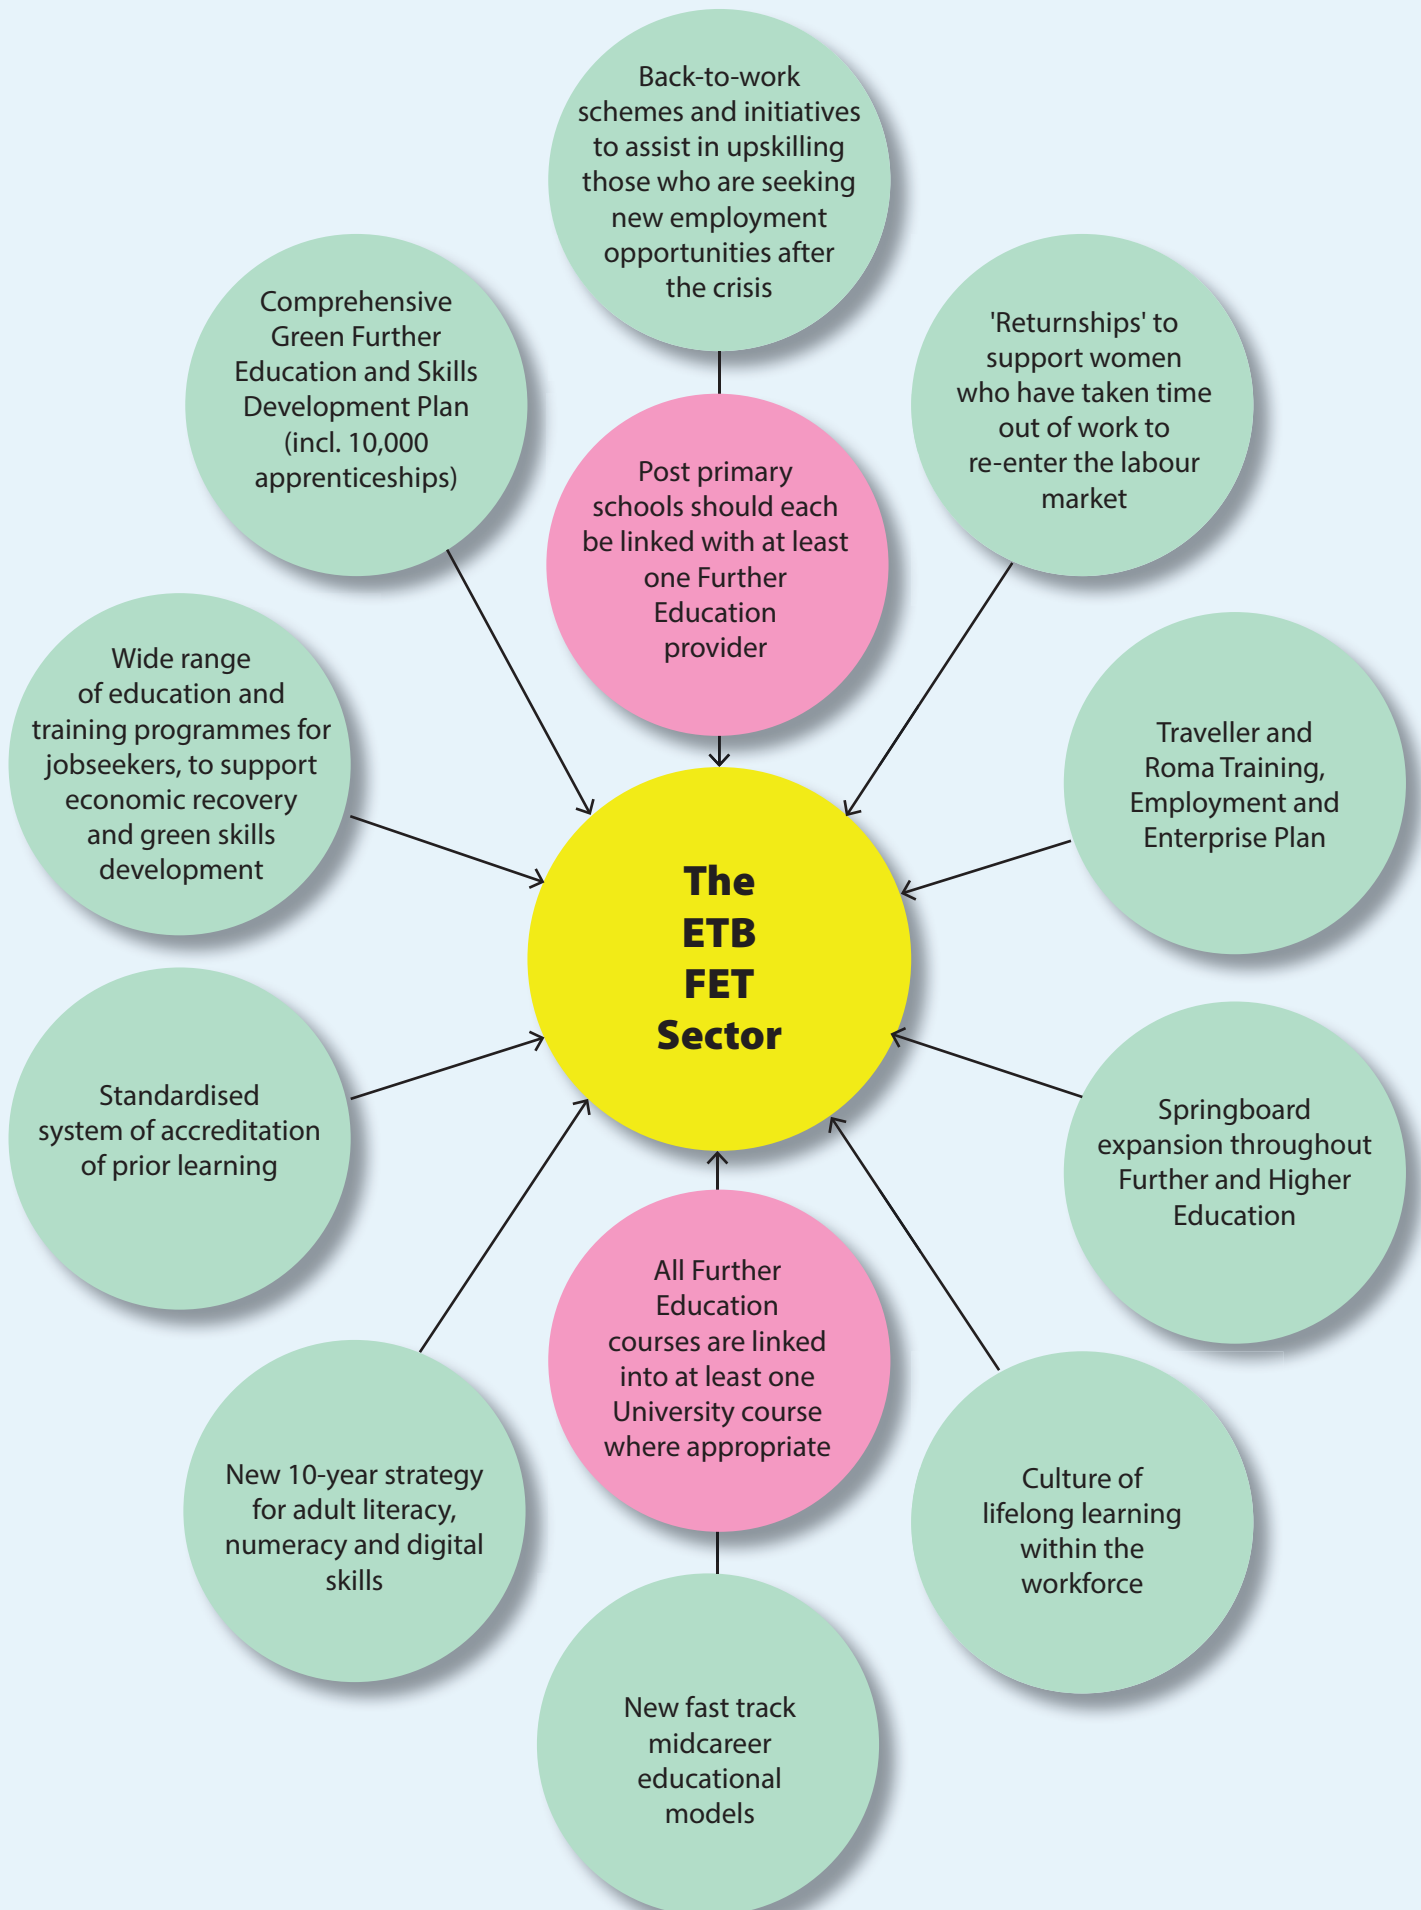 Back-to-work
schemes and initiatives
to assist in upskilling
those who are seeking
new employment
opportunities after
the crisis
Comprehensive
Green Further
Education and Skills
Development Plan
(incl. 10,000
apprenticeships)
'Returnships' to
support women
who have taken time
out of work to
re-enter the labour
market
Post primary
schools should each
be linked with at least
one Further
Education
provider
Wide range
of education and
training programmes for
jobseekers, to support
economic recovery
and green skills
development
Traveller and
Roma Training,
Employment and
Enterprise Plan
The
ETB
FET
Sector
Standardised
system of accreditation
of prior learning
Springboard
expansion throughout
Further and Higher
Education
All Further
Education
courses are linked
into at least one
University course
where appropriate
New 10-year strategy
for adult literacy,
numeracy and digital
skills
Culture of
lifelong learning
within the
workforce
New fast track
midcareer
educational
models